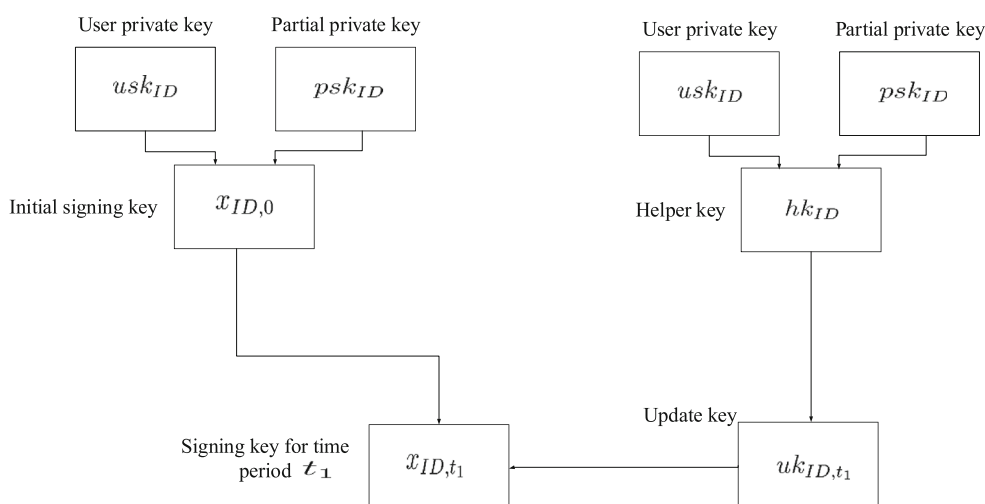 User private key
Partial private key
User private key
Partial private key
usk_{ID}
psk_{ID}
usk_{ID}
psk_{ID}
Initial signing key
x_{ID,0}
Helper key
hk_{ID}
Update key
Signing key for time
period t_1
x_{ID,t_1}
uk_{ID,t_1}